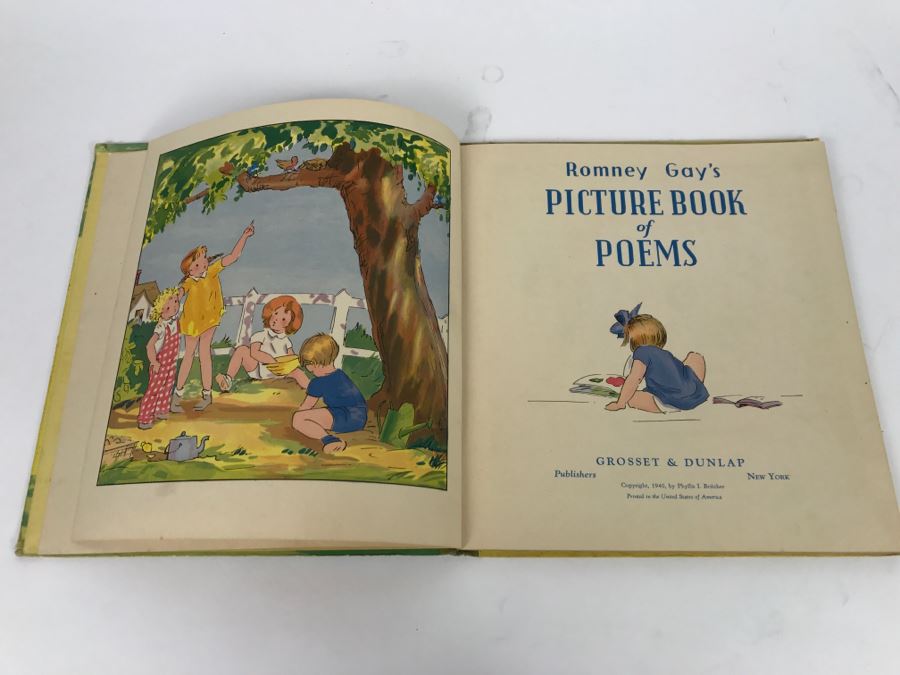 Romney Gay's
PICTURE BOOK
of
POEMS
GROSSET & DUNLAP
Publishers New York
Copyright, 1940, by Phyllis I. Britcher
Printed in the United States of America